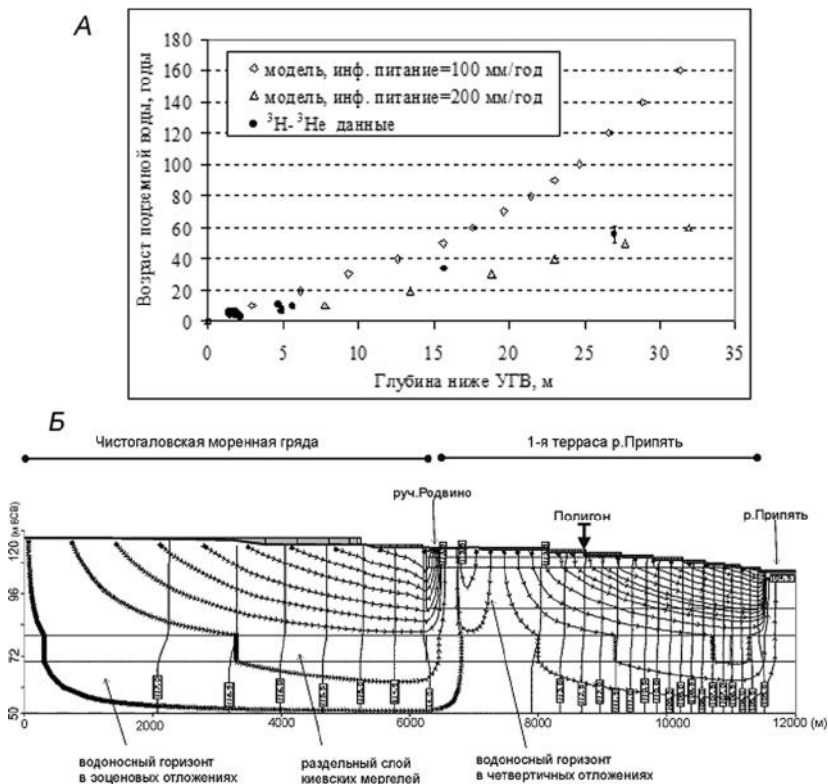 А
180
160
140
120
100
80
60
40
20
0
Возраст подземной воды, годы
модель, инф. питание=100 мм/год
модель, инф. питание=200 мм/год
³H-³He данные
0 5 10 15 20 25 30 35
Глубина ниже УГВ, м
Б
Чистогаловская моренная гряда
1-я терраса р.Припять
руч.Родвино
Полигон
р.Припять
120 (м БСВ)
96
72
50
0 2000 4000 6000 8000 10000 12000 (м)
водоносный горизонт
в эоценовых отложениях
раздельный слой
киевских мергелей
водоносный горизонт
в четвертичных отложениях